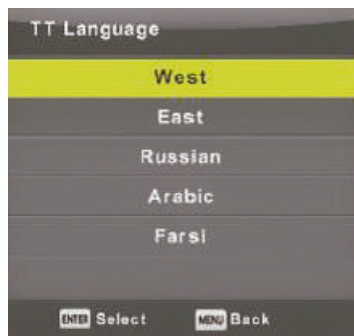 TT Language
West
East
Russian
Arabic
Farsi
ENTER Select MENU Back